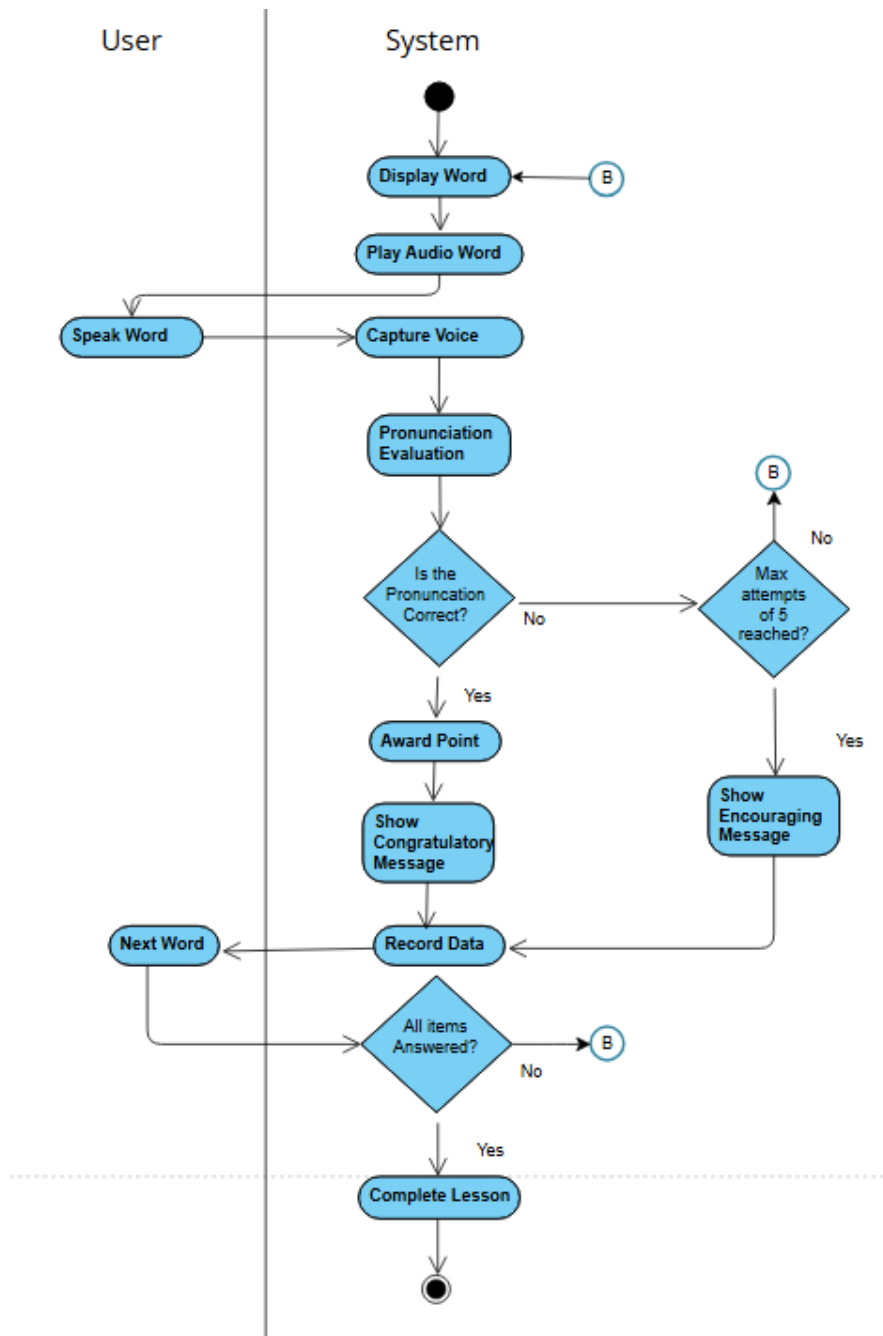 User
System
Display Word
B
Play Audio Word
Speak Word
Capture Voice
Pronunciation
Evaluation
B
No
Is the
Pronuncation
Correct?
No
Max
attempts
of 5
reached?
Yes
Yes
Award Point
Show
Congratulatory
Message
Show
Encouraging
Message
Next Word
Record Data
All items
Answered?
B
No
Yes
Complete Lesson